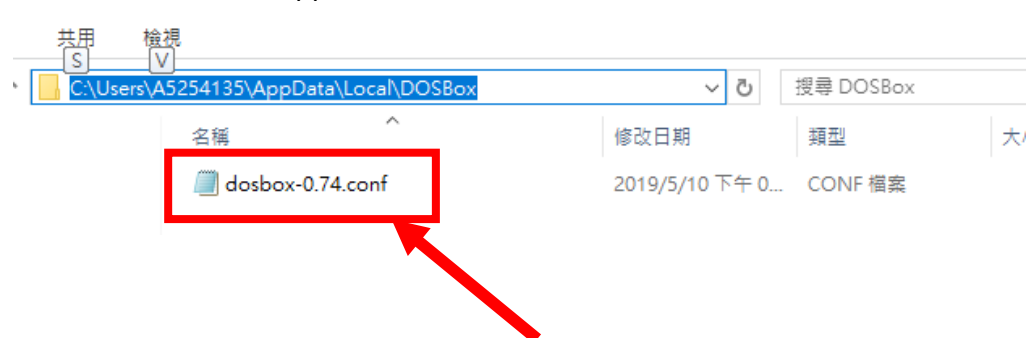 共用 檢視
S V
C:\Users\A5254135\AppData\Local\DOSBox 搜尋 DOSBox
名稱 修改日期 類型
dosbox-0.74.conf 2019/5/10 下午 0... CONF 檔案